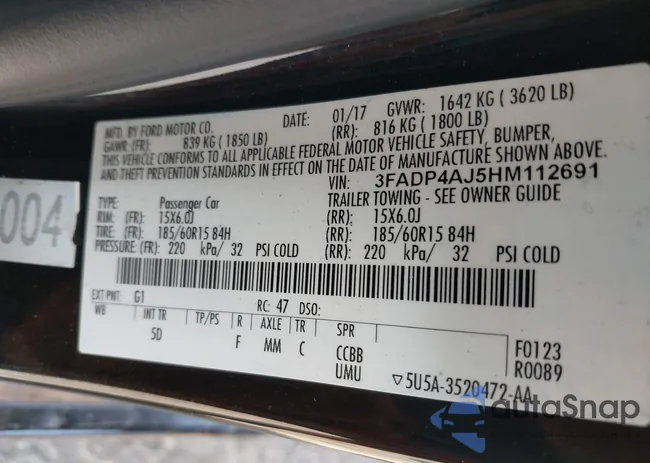 DATE: 01/17 GVWR: 1642 KG ( 3620 LB)
MFD. BY FORD MOTOR CO.
GAWR: (FR): 839 KG ( 1850 LB) (RR): 816 KG ( 1800 LB)
THIS VEHICLE CONFORMS TO ALL APPLICABLE FEDERAL MOTOR VEHICLE SAFETY, BUMPER,
AND THEFT PREVENTION STANDARDS IN EFFECT ON THE DATE OF MANUFACTURE SHOWN ABOVE.
VIN: 3FADP4AJ5HM112691
TYPE: Passenger Car TRAILER TOWING - SEE OWNER GUIDE
RIM: (FR): 15X6.0J (RR): 15X6.0J
TIRE: (FR): 185/60R15 84H (RR): 185/60R15 84H
PRESSURE: (FR): 220 kPa/ 32 PSI COLD (RR): 220 kPa/ 32 PSI COLD
004
EXT PNT: G1 RC: 47 DSO:
WB INT TR TP/PS R AXLE TR SPR
5D F MM C CCBB F0123
UMU R0089
▽5U5A-3520472-AA
autoSnap